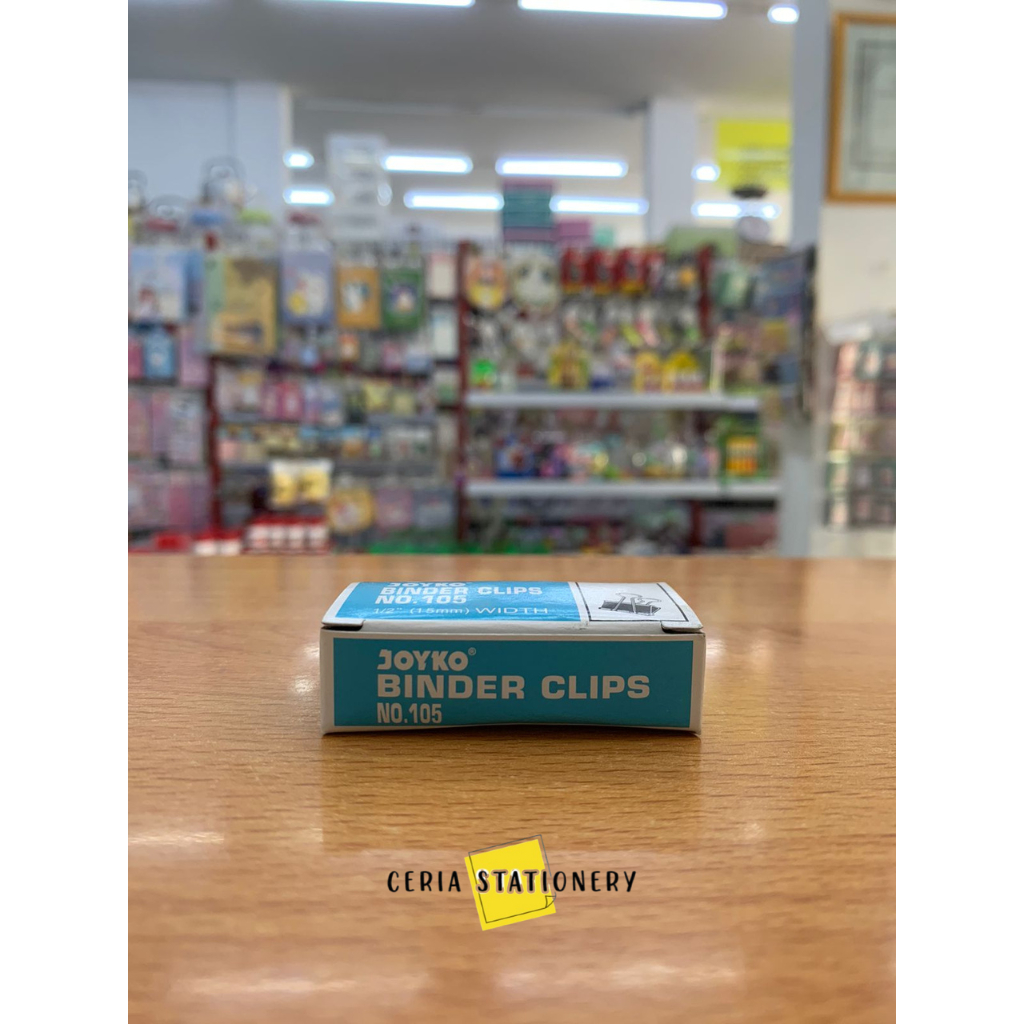 JOYKO
BINDER CLIPS
NO.105
1/2" (15mm) WIDTH
JOYKO®
BINDER CLIPS
NO.105
CERIA STATIONERY